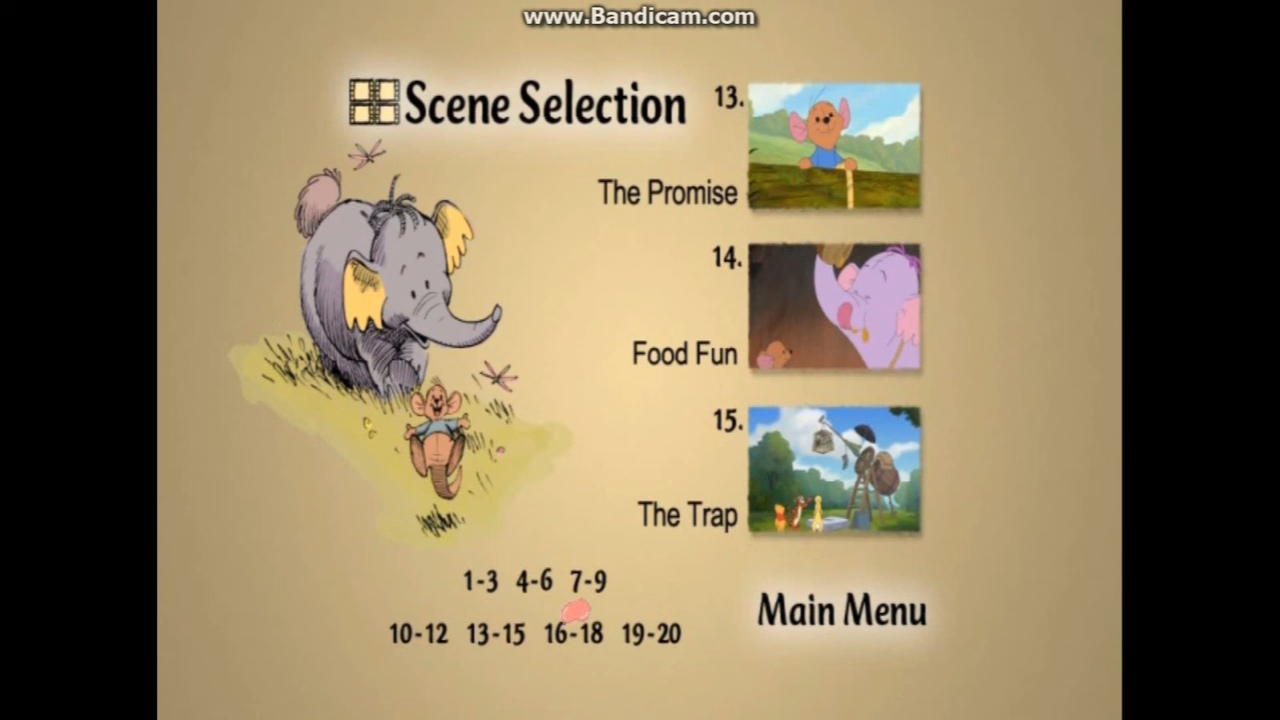 www.Bandicam.com
Scene Selection
13.
The Promise
14.
Food Fun
15.
The Trap
1-3 4-6 7-9
10-12 13-15 16-18 19-20
Main Menu